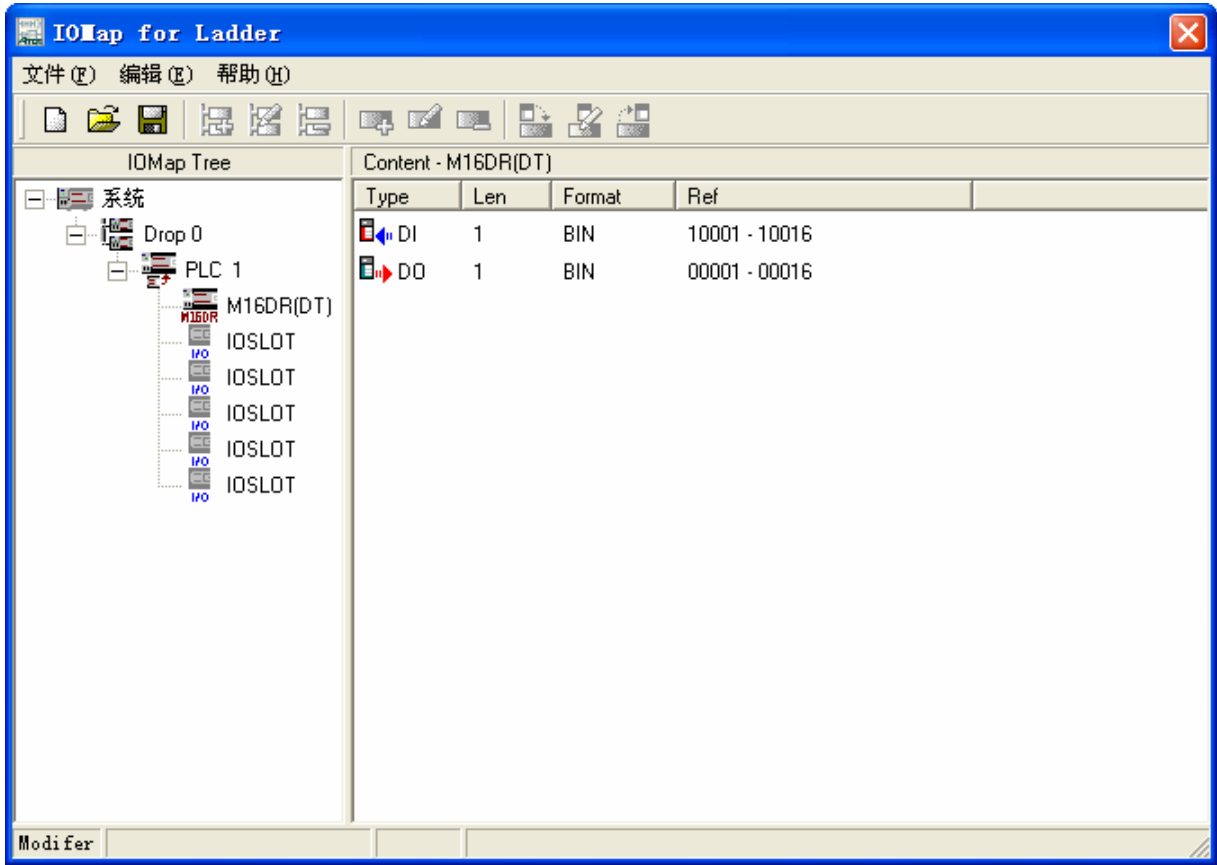 IOMap for Ladder
文件(F) 编辑(E) 帮助(H)
IOMap Tree
Content - M16DR(DT)
系统
Drop 0
PLC 1
M16DR M16DR(DT)
I/O IOSLOT
I/O IOSLOT
I/O IOSLOT
I/O IOSLOT
I/O IOSLOT
Type Len Format Ref
DI 1 BIN 10001 - 10016
DO 1 BIN 00001 - 00016
Modifer